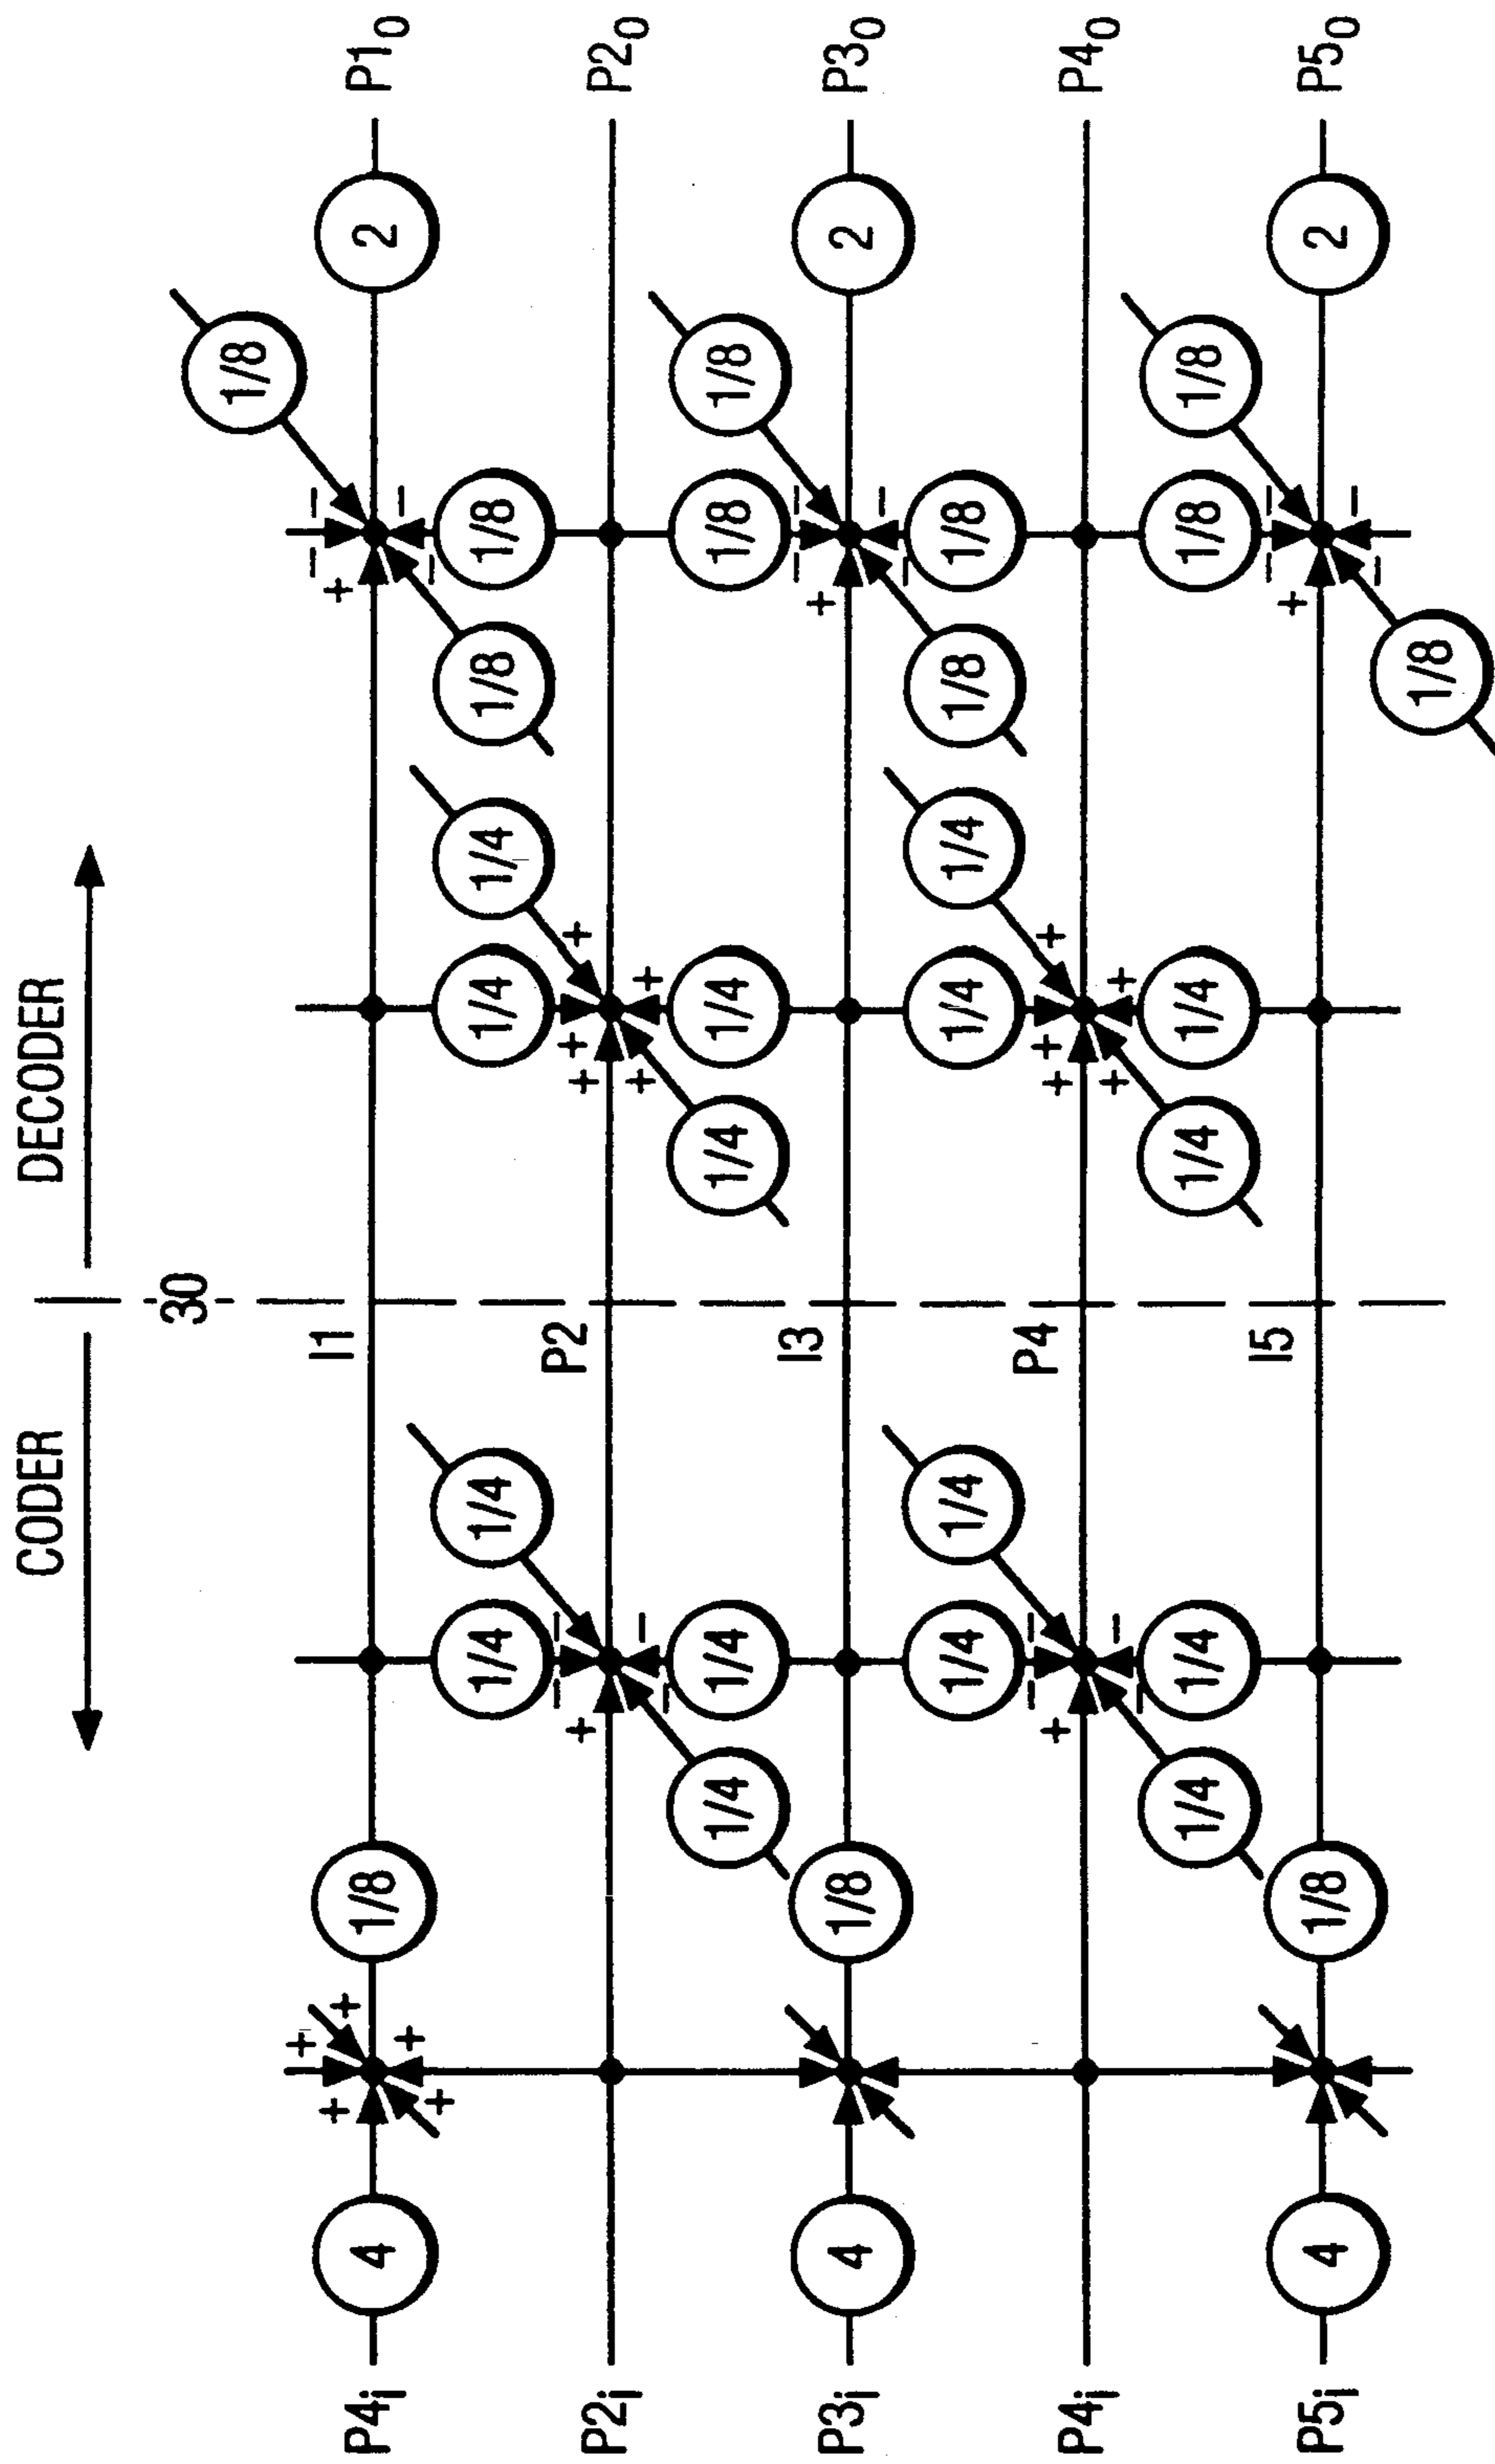 CODER DECODER
30
1/8
I1
P4i 4 1/8 2 P1O
1/4 1/4 1/4 1/4 1/8 1/8
P2
P2i P2O
1/4 1/4 1/4 1/4 1/8 1/8
I3
P3i 4 1/8 2 P3O
1/4 1/4 1/4 1/4 1/8 1/8
P4
P4i P4O
1/4 1/4 1/4 1/4 1/8 1/8
I5
P5i 4 1/8 2 P5O
1/8